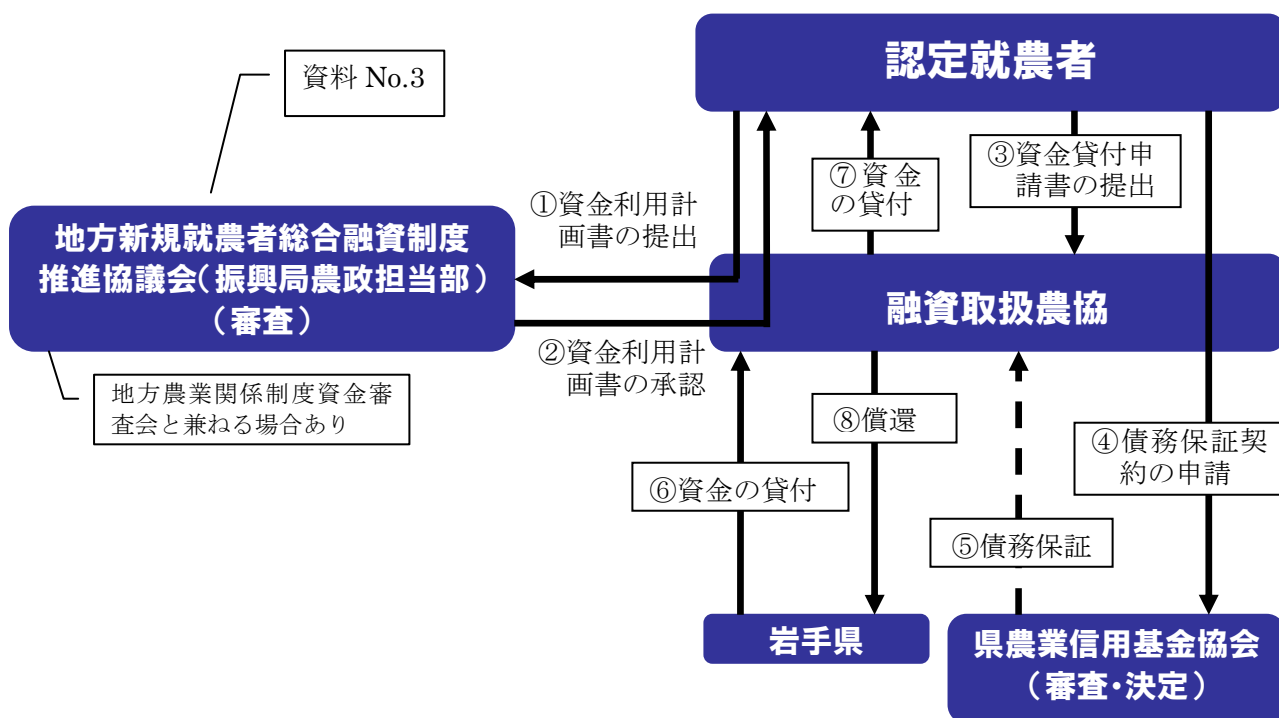 認定就農者
資料 No.3
①資金利用計
画書の提出
⑦資金
の貸付
③資金貸付申
請書の提出
地方新規就農者総合融資制度
推進協議会(振興局農政担当部)
(審査)
融資取扱農協
②資金利用計
画書の承認
地方農業関係制度資金審
査会と兼ねる場合あり
⑧償還
④債務保証契
約の申請
⑥資金の貸付
⑤債務保証
岩手県
県農業信用基金協会
(審査・決定)